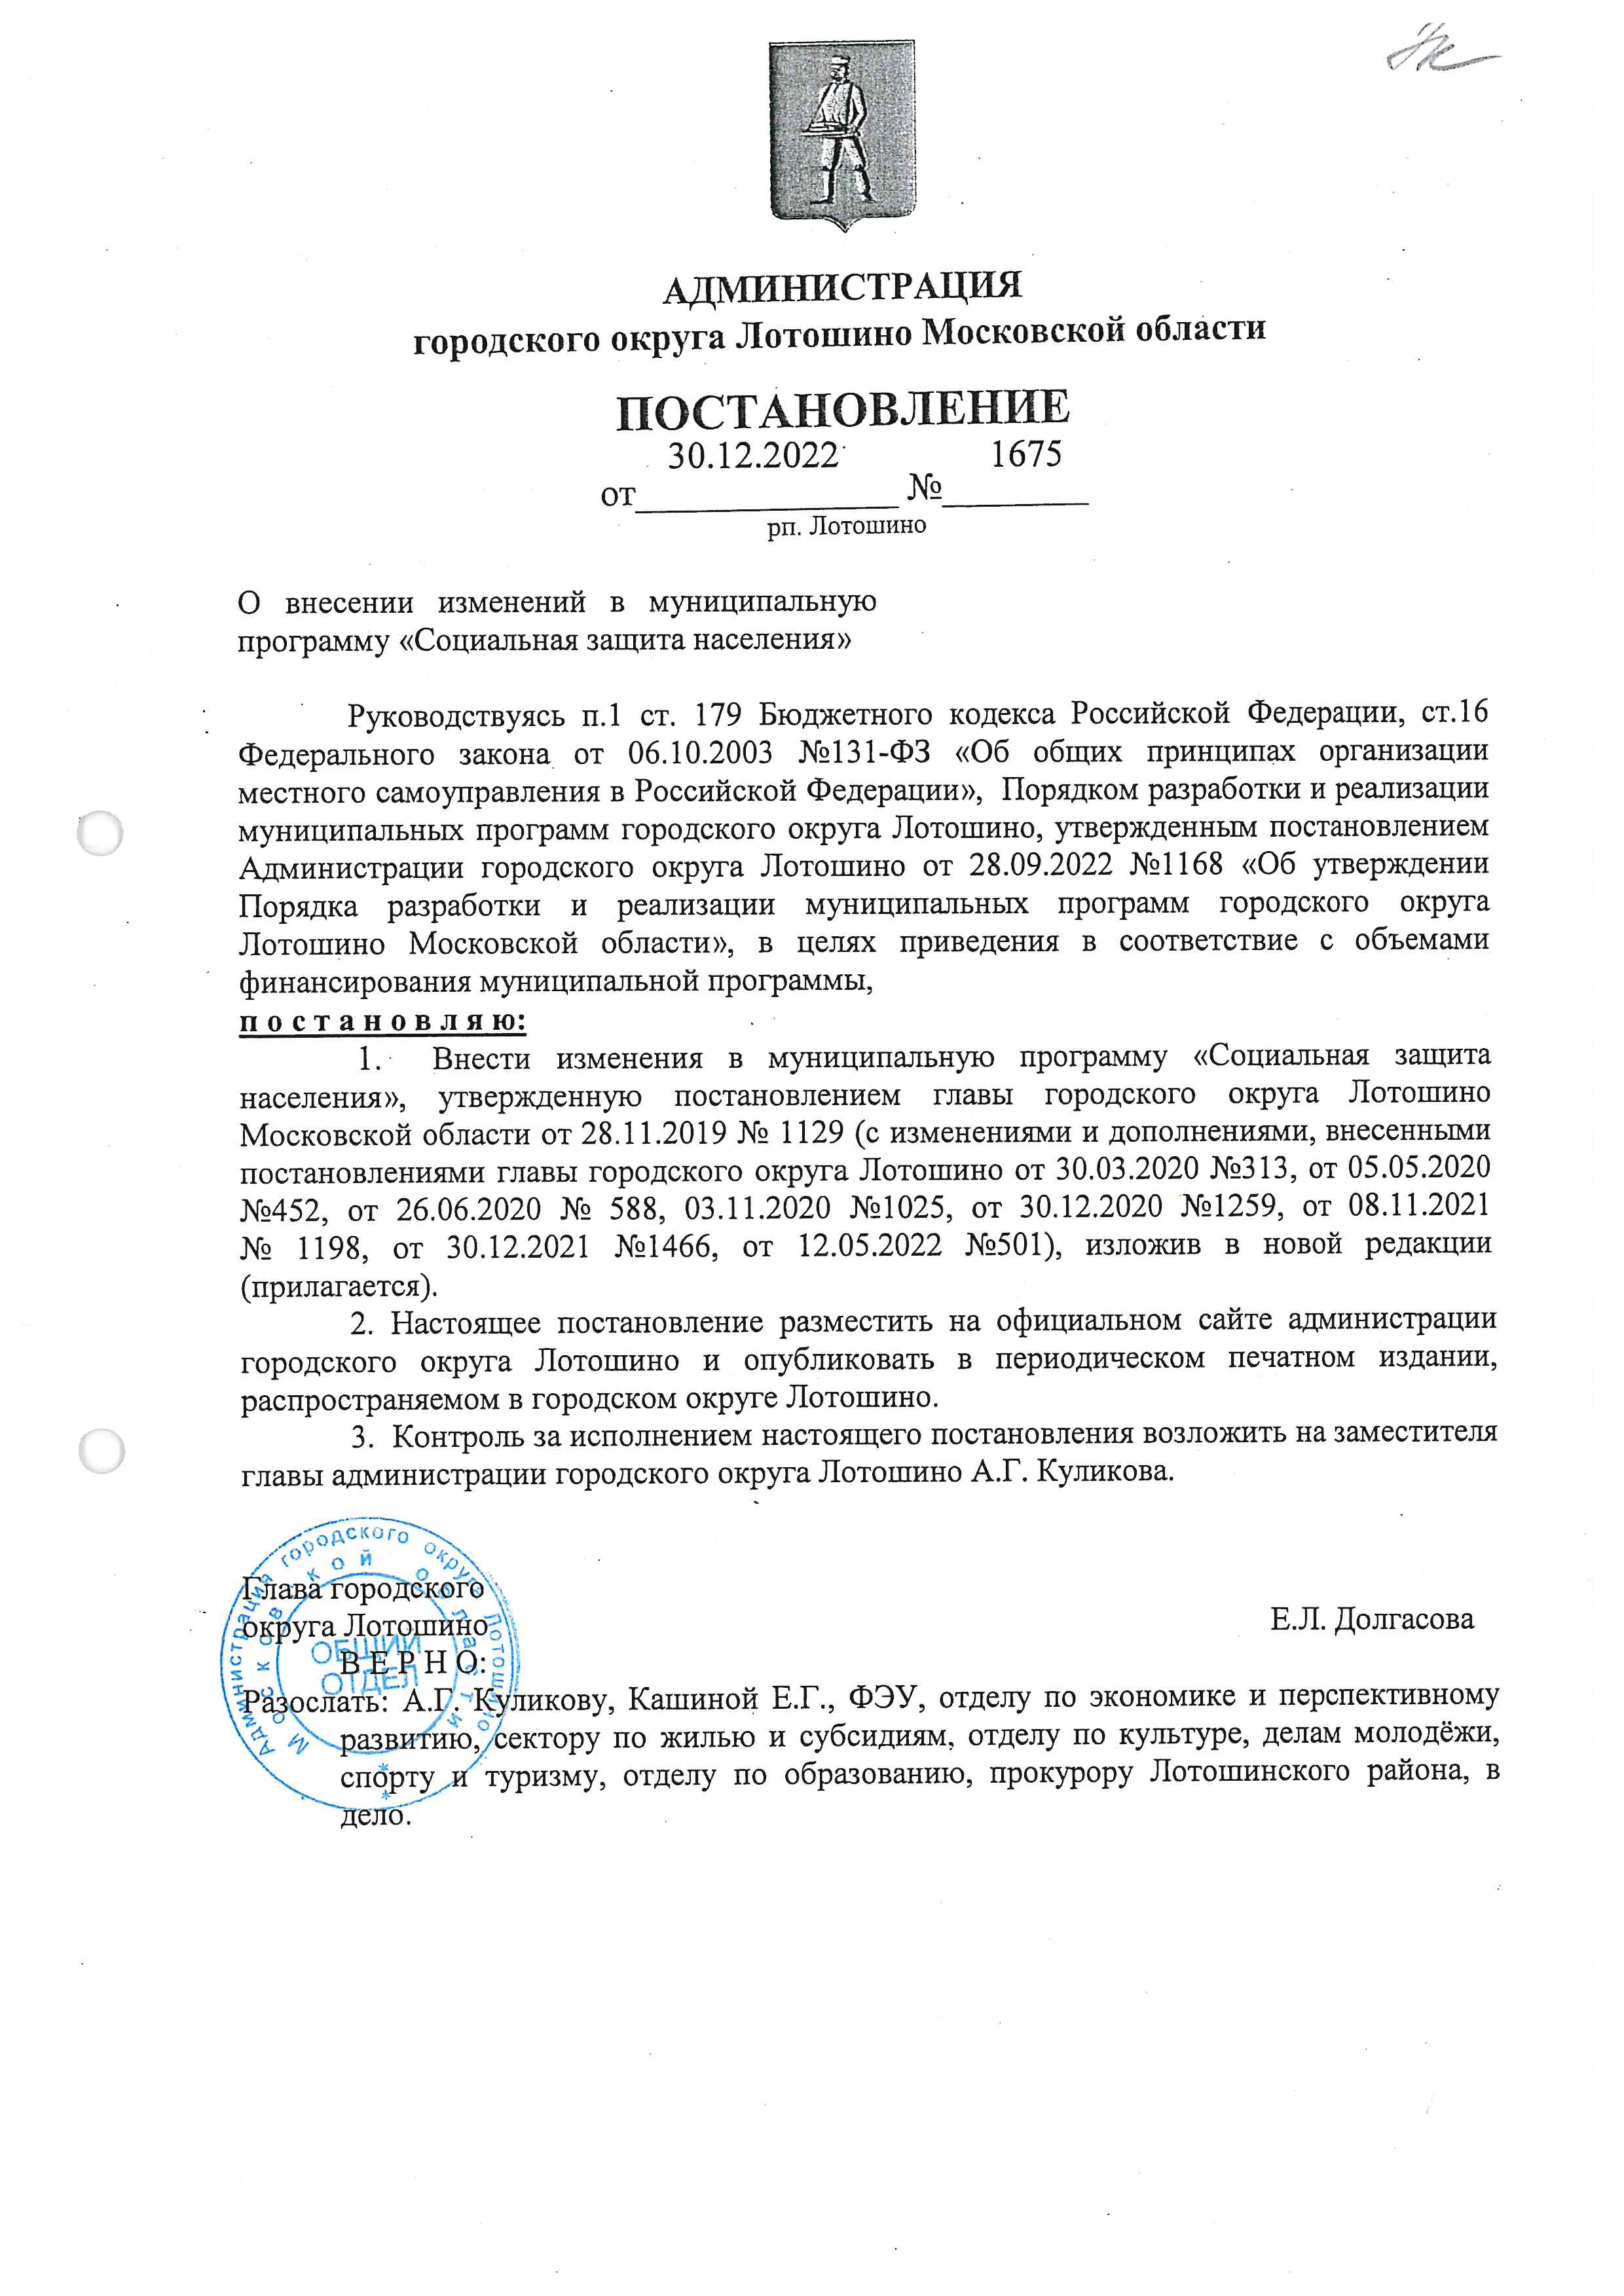 АДМИНИСТРАЦИЯ
городского округа Лотошино Московской области
ПОСТАНОВЛЕНИЕ
30.12.2022 1675
от______________ №________
рп. Лотошино
О внесении изменений в муниципальную
программу «Социальная защита населения»
Руководствуясь п.1 ст. 179 Бюджетного кодекса Российской Федерации, ст.16
Федерального закона от 06.10.2003 №131-ФЗ «Об общих принципах организации
местного самоуправления в Российской Федерации», Порядком разработки и реализации
муниципальных программ городского округа Лотошино, утвержденным постановлением
Администрации городского округа Лотошино от 28.09.2022 №1168 «Об утверждении
Порядка разработки и реализации муниципальных программ городского округа
Лотошино Московской области», в целях приведения в соответствие с объемами
финансирования муниципальной программы,
п о с т а н о в л я ю:
1. Внести изменения в муниципальную программу «Социальная защита
населения», утвержденную постановлением главы городского округа Лотошино
Московской области от 28.11.2019 № 1129 (с изменениями и дополнениями, внесенными
постановлениями главы городского округа Лотошино от 30.03.2020 №313, от 05.05.2020
№452, от 26.06.2020 № 588, 03.11.2020 №1025, от 30.12.2020 №1259, от 08.11.2021
№ 1198, от 30.12.2021 №1466, от 12.05.2022 №501), изложив в новой редакции
(прилагается).
2. Настоящее постановление разместить на официальном сайте администрации
городского округа Лотошино и опубликовать в периодическом печатном издании,
распространяемом в городском округе Лотошино.
3. Контроль за исполнением настоящего постановления возложить на заместителя
главы администрации городского округа Лотошино А.Г. Куликова.
Глава городского
округа Лотошино Е.Л. Долгасова
В Е Р Н О:
Разослать: А.Г. Куликову, Кашиной Е.Г., ФЭУ, отделу по экономике и перспективному
развитию, сектору по жилью и субсидиям, отделу по культуре, делам молодёжи,
спорту и туризму, отделу по образованию, прокурору Лотошинского района, в
дело.
Администрация городского округа Лотошино
Московской области
ОБЩИЙ
ОТДЕЛ